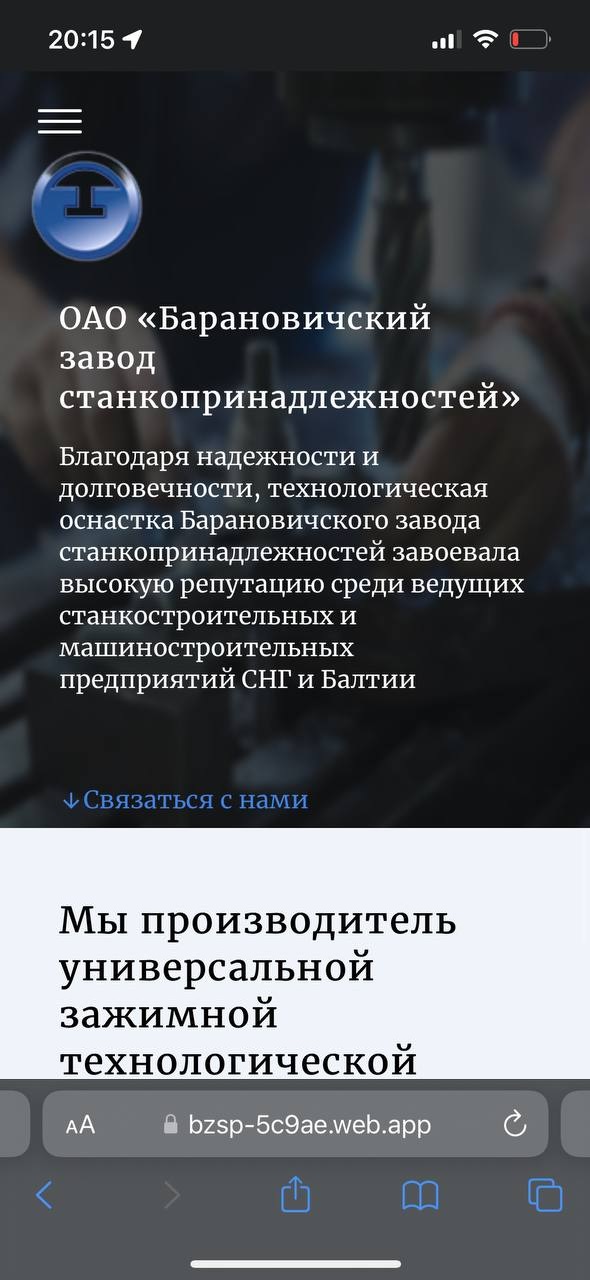 20:15
ОАО «Барановичский
завод
станкопринадлежностей»
Благодаря надежности и
долговечности, технологическая
оснастка Барановичского завода
станкопринадлежностей завоевала
высокую репутацию среди ведущих
станкостроительных и
машиностроительных
предприятий СНГ и Балтии
↓Связаться с нами
Мы производитель
универсальной
зажимной
технологической
AA bzsp-5c9ae.web.app